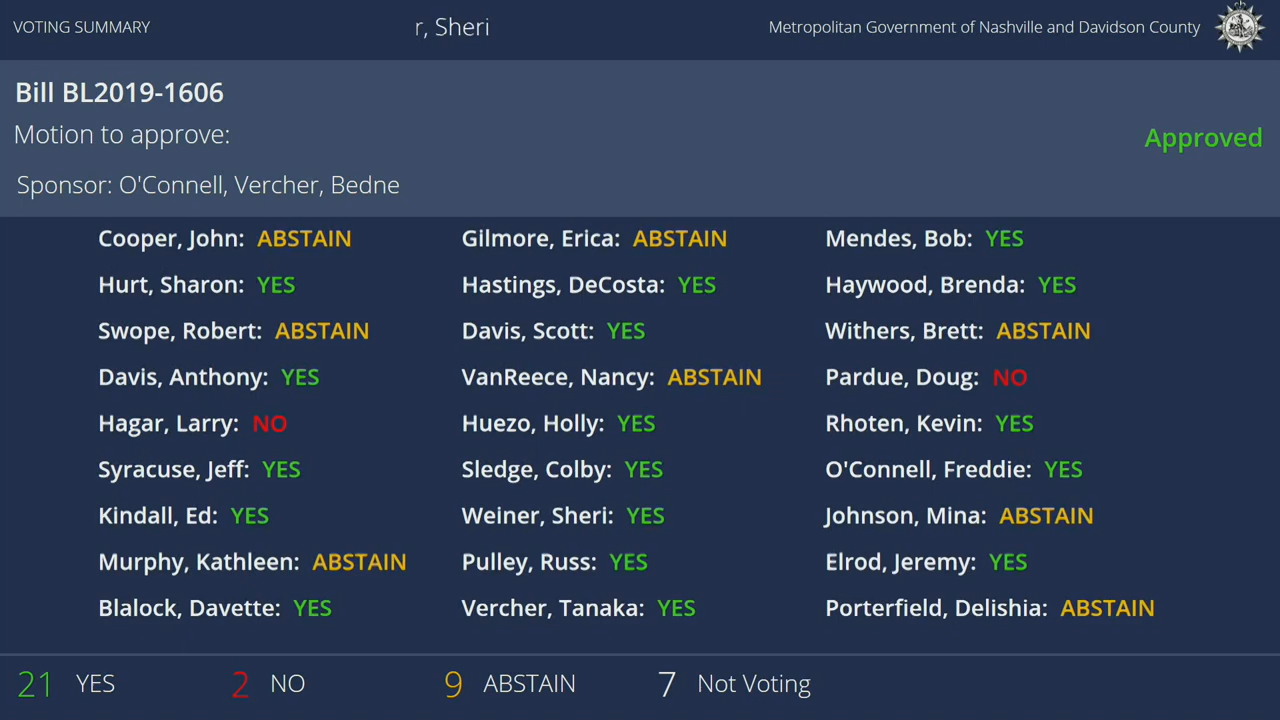 VOTING SUMMARY r, Sheri Metropolitan Government of Nashville and Davidson County
Bill BL2019-1606
Motion to approve:
Approved
Sponsor: O'Connell, Vercher, Bedne
Cooper, John: ABSTAIN Gilmore, Erica: ABSTAIN Mendes, Bob: YES
Hurt, Sharon: YES Hastings, DeCosta: YES Haywood, Brenda: YES
Swope, Robert: ABSTAIN Davis, Scott: YES Withers, Brett: ABSTAIN
Davis, Anthony: YES VanReece, Nancy: ABSTAIN Pardue, Doug: NO
Hagar, Larry: NO Huezo, Holly: YES Rhoten, Kevin: YES
Syracuse, Jeff: YES Sledge, Colby: YES O'Connell, Freddie: YES
Kindall, Ed: YES Weiner, Sheri: YES Johnson, Mina: ABSTAIN
Murphy, Kathleen: ABSTAIN Pulley, Russ: YES Elrod, Jeremy: YES
Blalock, Davette: YES Vercher, Tanaka: YES Porterfield, Delishia: ABSTAIN
21 YES 2 NO 9 ABSTAIN 7 Not Voting